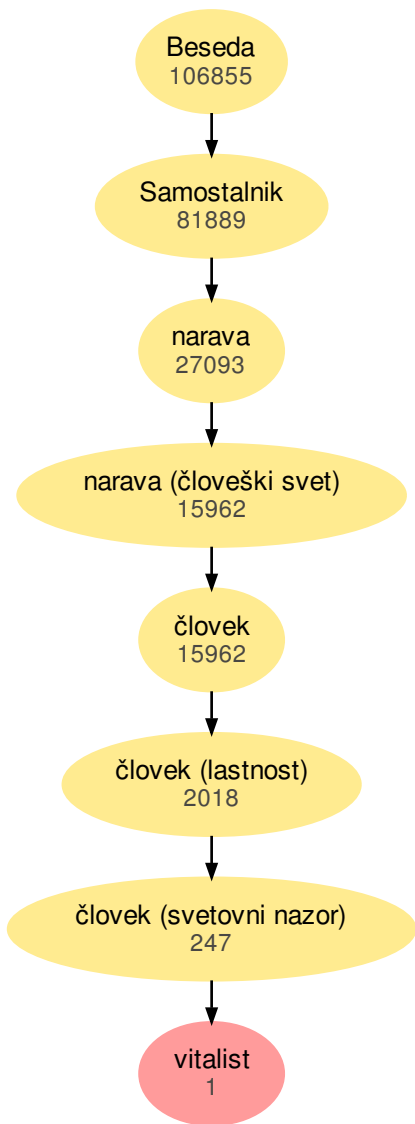 Beseda
106855
Samostalnik
81889
narava
27093
narava (človeški svet)
15962
človek
15962
človek (lastnost)
2018
človek (svetovni nazor)
247
vitalist
1